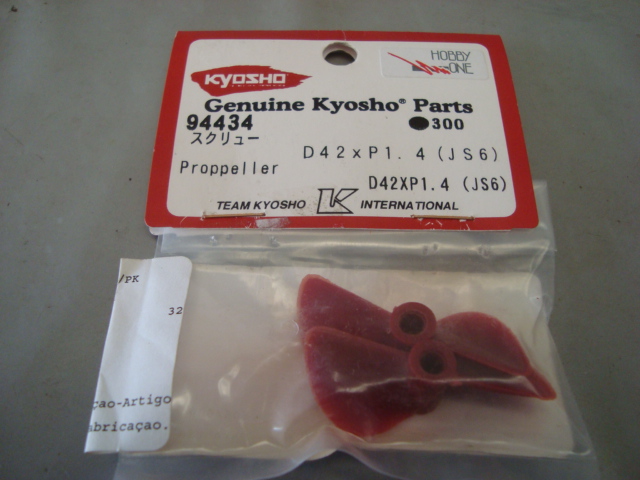 KYOSHO
HOBBY
ONE
Genuine Kyosho® Parts
94434
●300
スクリュー
D42xP1.4(JS6)
Proppeller
D42XP1.4 (JS6)
TEAM KYOSHO K INTERNATIONAL
/PK
32
çao-Artigo
abricaçao.